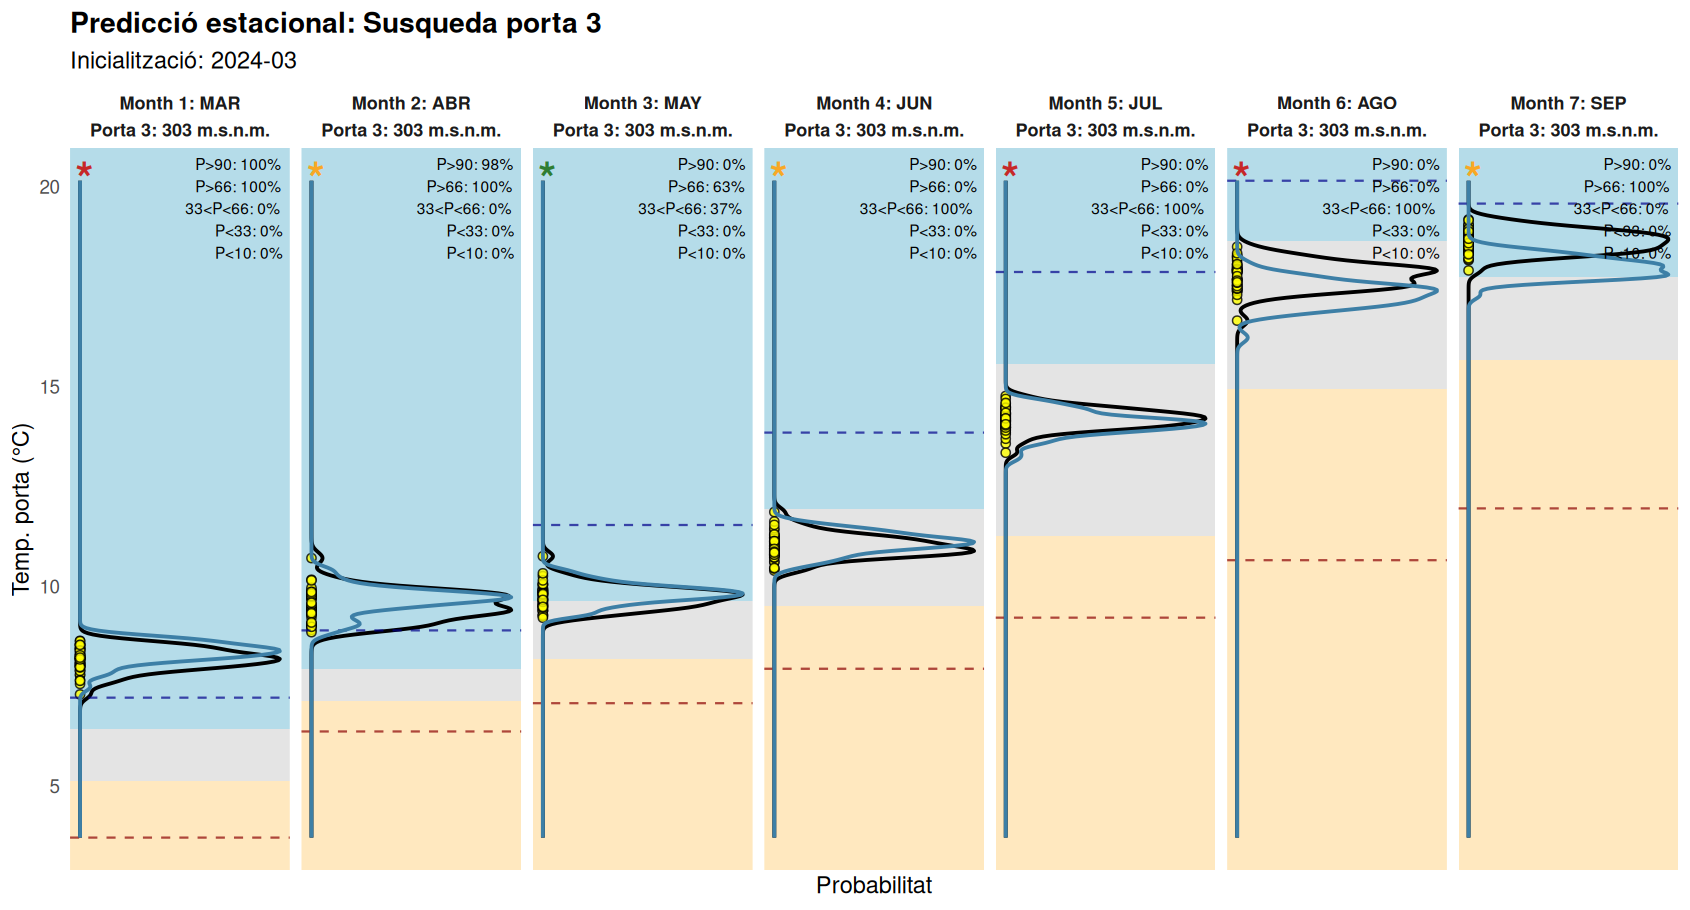 Predicció estacional: Susqueda porta 3
Inicialització: 2024-03
Month 1: MAR
Porta 3: 303 m.s.n.m.
Month 2: ABR
Porta 3: 303 m.s.n.m.
Month 3: MAY
Porta 3: 303 m.s.n.m.
Month 4: JUN
Porta 3: 303 m.s.n.m.
Month 5: JUL
Porta 3: 303 m.s.n.m.
Month 6: AGO
Porta 3: 303 m.s.n.m.
Month 7: SEP
Porta 3: 303 m.s.n.m.
Temp. porta (°C)
20
15
10
5
*
P>90: 100%
P>66: 100%
33<P<66: 0%
P<33: 0%
P<10: 0%
*
P>90: 98%
P>66: 100%
33<P<66: 0%
P<33: 0%
P<10: 0%
*
P>90: 0%
P>66: 63%
33<P<66: 37%
P<33: 0%
P<10: 0%
*
P>90: 0%
P>66: 0%
33<P<66: 100%
P<33: 0%
P<10: 0%
*
P>90: 0%
P>66: 0%
33<P<66: 100%
P<33: 0%
P<10: 0%
*
P>90: 0%
P>66: 0%
33<P<66: 100%
P<33: 0%
P<10: 0%
*
P>90: 0%
P>66: 100%
33<P<66: 0%
P<33: 0%
P<10: 0%
Probabilitat